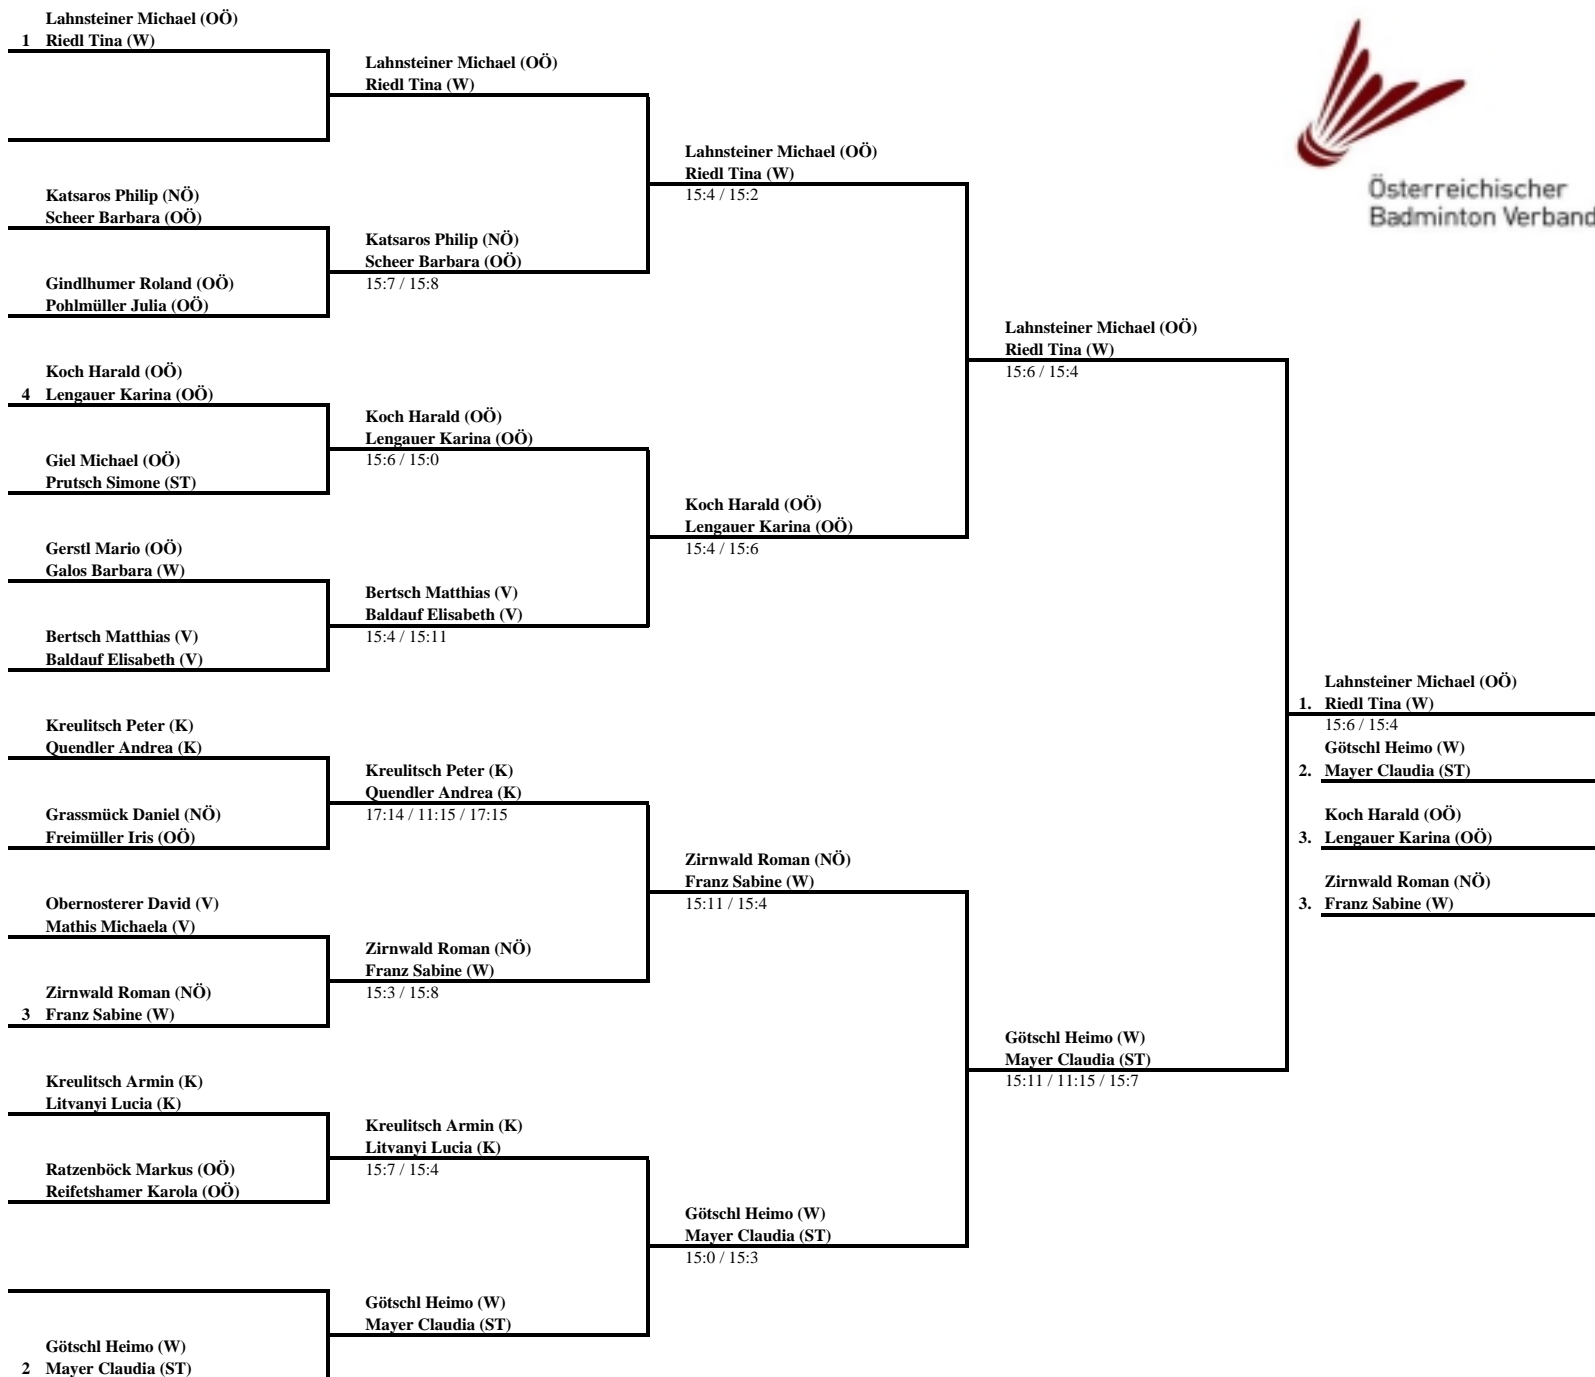 Lahnsteiner Michael (OÖ)
1 Riedl Tina (W)
Katsaros Philip (NÖ)
Scheer Barbara (OÖ)
Gindlhumer Roland (OÖ)
Pohlmüller Julia (OÖ)
Koch Harald (OÖ)
4 Lengauer Karina (OÖ)
Giel Michael (OÖ)
Prutsch Simone (ST)
Gerstl Mario (OÖ)
Galos Barbara (W)
Bertsch Matthias (V)
Baldauf Elisabeth (V)
Kreulitsch Peter (K)
Quendler Andrea (K)
Grassmück Daniel (NÖ)
Freimüller Iris (OÖ)
Obernosterer David (V)
Mathis Michaela (V)
Zirnwald Roman (NÖ)
3 Franz Sabine (W)
Kreulitsch Armin (K)
Litvanyi Lucia (K)
Ratzenböck Markus (OÖ)
Reifetshamer Karola (OÖ)
Götschl Heimo (W)
2 Mayer Claudia (ST)
Lahnsteiner Michael (OÖ)
Riedl Tina (W)
Katsaros Philip (NÖ)
Scheer Barbara (OÖ)
15:7 / 15:8
Koch Harald (OÖ)
Lengauer Karina (OÖ)
15:6 / 15:0
Bertsch Matthias (V)
Baldauf Elisabeth (V)
15:4 / 15:11
Kreulitsch Peter (K)
Quendler Andrea (K)
17:14 / 11:15 / 17:15
Zirnwald Roman (NÖ)
Franz Sabine (W)
15:3 / 15:8
Kreulitsch Armin (K)
Litvanyi Lucia (K)
15:7 / 15:4
Götschl Heimo (W)
Mayer Claudia (ST)
Lahnsteiner Michael (OÖ)
Riedl Tina (W)
15:4 / 15:2
Koch Harald (OÖ)
Lengauer Karina (OÖ)
15:4 / 15:6
Zirnwald Roman (NÖ)
Franz Sabine (W)
15:11 / 15:4
Götschl Heimo (W)
Mayer Claudia (ST)
15:0 / 15:3
Lahnsteiner Michael (OÖ)
Riedl Tina (W)
15:6 / 15:4
Götschl Heimo (W)
Mayer Claudia (ST)
15:11 / 11:15 / 15:7
Österreichischer
Badminton Verband
Lahnsteiner Michael (OÖ)
1. Riedl Tina (W)
15:6 / 15:4
Götschl Heimo (W)
2. Mayer Claudia (ST)
Koch Harald (OÖ)
3. Lengauer Karina (OÖ)
Zirnwald Roman (NÖ)
3. Franz Sabine (W)